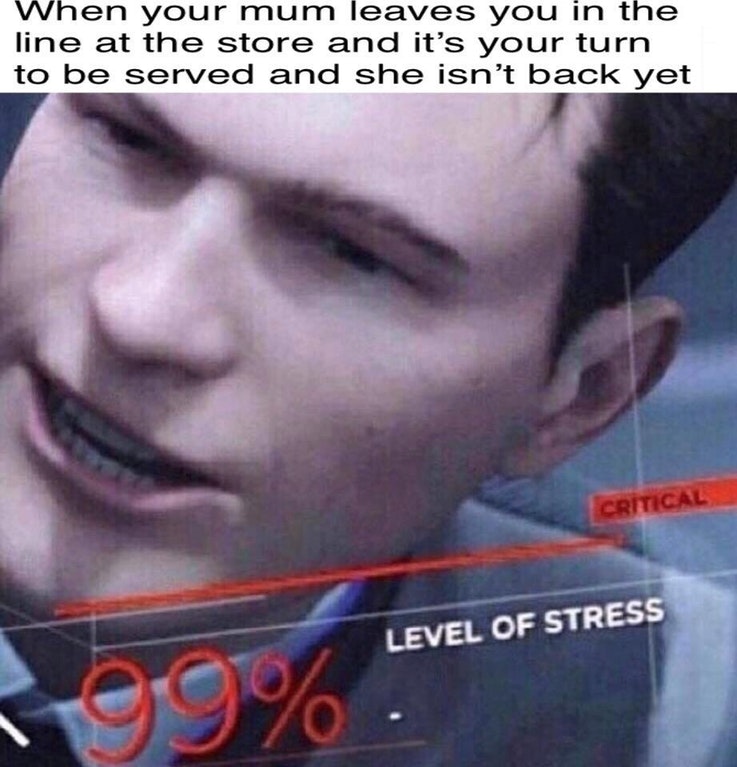 When your mum leaves you in the
line at the store and it's your turn
to be served and she isn't back yet
CRITICAL
LEVEL OF STRESS
99%